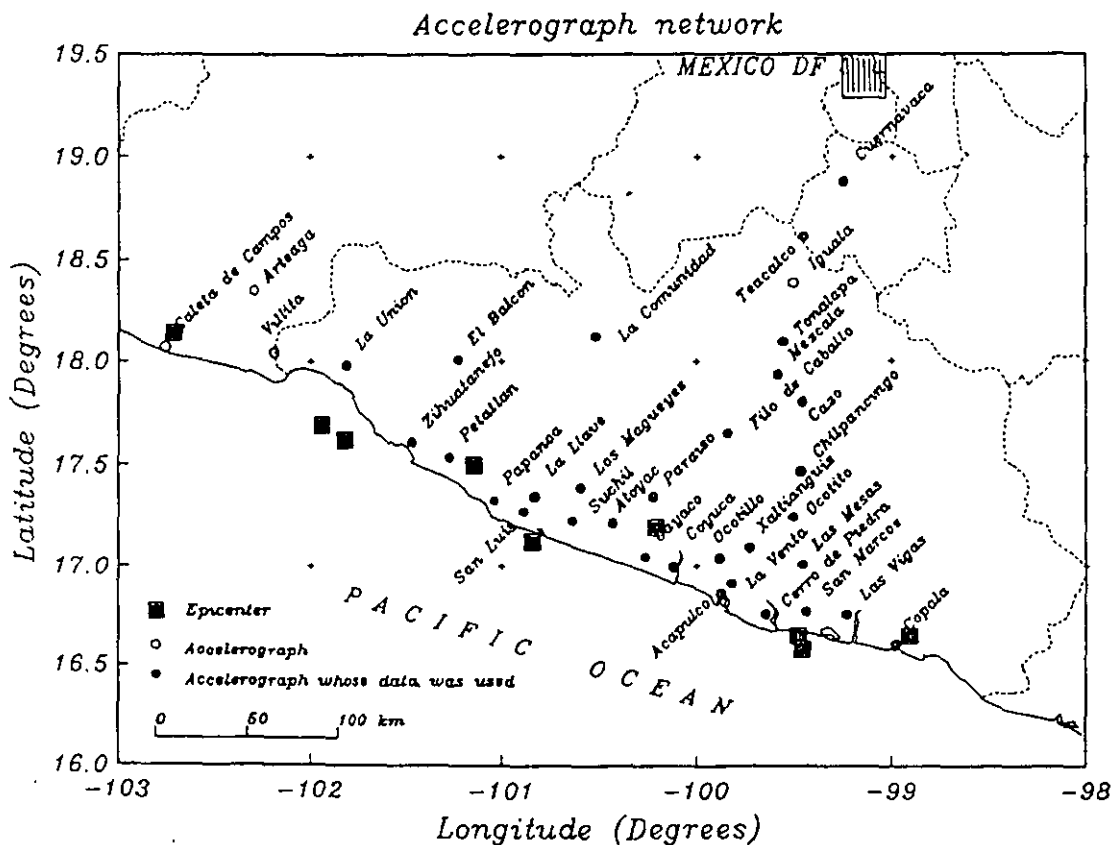 Accelerograph network
19.5
19.0
18.5
18.0
17.5
17.0
16.5
16.0
Latitude (Degrees)
MEXICO DF
Cuernavaca
Caleta de Campos
Arteaga
Villita
La Union
El Balcon
La Comunidad
Teacalco
Iguala
Tonalapa
Mezcala
Filo de Caballo
Cazo
Chilpancingo
Zihuatanejo
Petatlan
Papanoa
La Llave
Los Magueyes
Suchil
Atoyac
Paraiso
Cayaco
Coyuca
Ocotillo
Xaltianguis
Ocotito
La Venta
Las Mesas
Cerro de Piedra
San Marcos
Las Vigas
Copala
San Luis
Acapulco
PACIFIC OCEAN
Epicenter
Accelerograph
Accelerograph whose data was used
0 50 100 km
-103 -102 -101 -100 -99 -98
Longitude (Degrees)